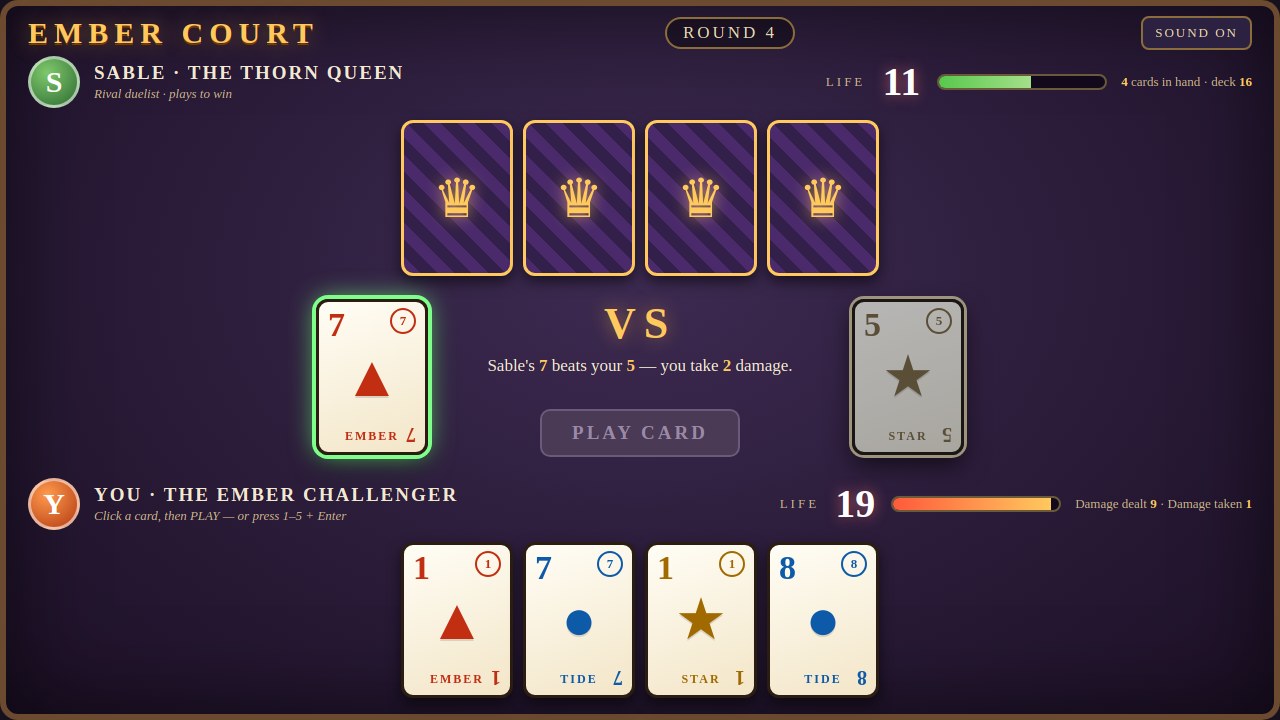 EMBER COURT
ROUND 4
SOUND ON
S
SABLE · THE THORN QUEEN
Rival duelist · plays to win
LIFE 11
4 cards in hand · deck 16
7 7
EMBER 7
VS
Sable's 7 beats your 5 — you take 2 damage.
PLAY CARD
5 5
STAR 5
Y
YOU · THE EMBER CHALLENGER
Click a card, then PLAY — or press 1–5 + Enter
LIFE 19
Damage dealt 9 · Damage taken 1
1 1
EMBER 1
7 7
TIDE 7
1 1
STAR 1
8 8
TIDE 8